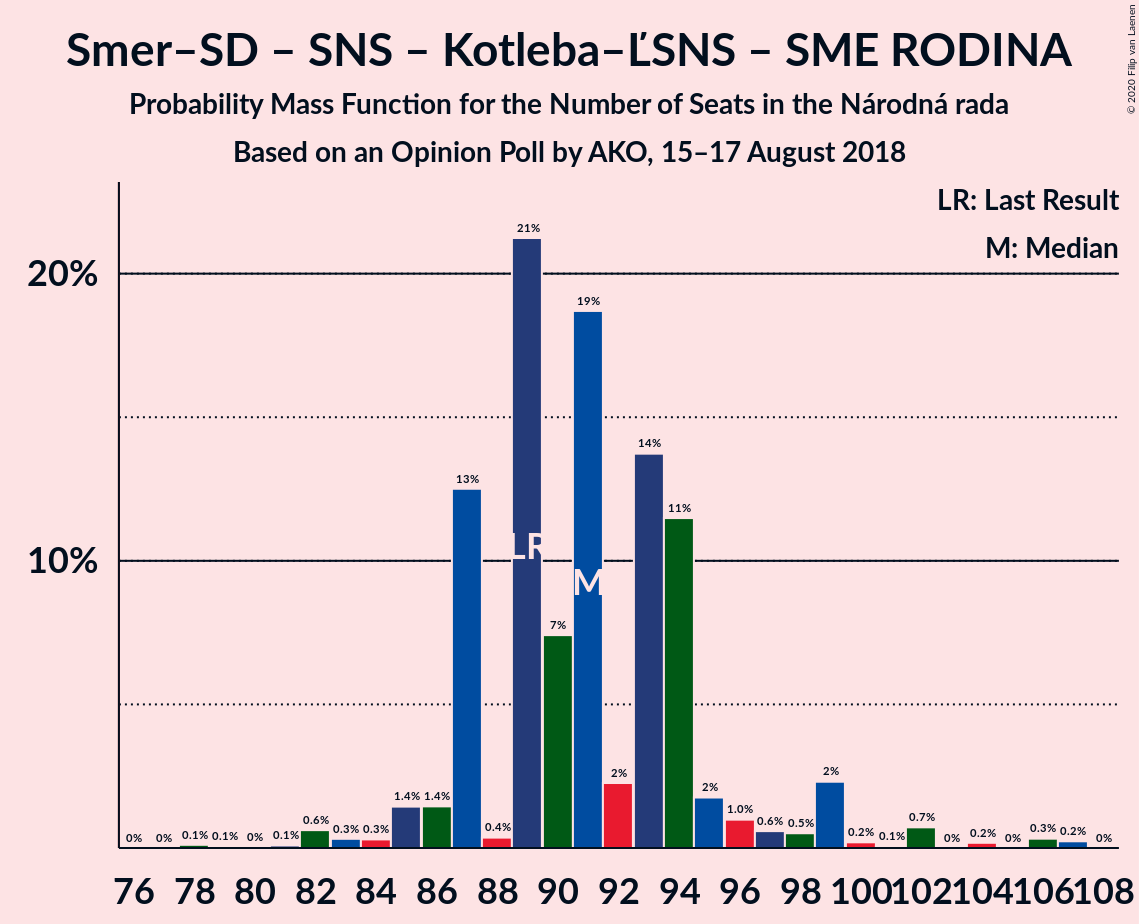 Smer–SD – SNS – Kotleba–ĽSNS – SME RODINA
Probability Mass Function for the Number of Seats in the Národná rada
Based on an Opinion Poll by AKO, 15–17 August 2018
© 2020 Filip van Laenen
LR: Last Result
M: Median
20%
10%
0% 0% 0.1% 0.1% 0% 0.1% 0.6% 0.3% 0.3% 1.4% 1.4% 13% 0.4% 21% 7% 19% 2% 14% 11% 2% 1.0% 0.6% 0.5% 2% 0.2% 0.1% 0.7% 0% 0.2% 0% 0.3% 0.2% 0%
LR
M
76 78 80 82 84 86 88 90 92 94 96 98 100 102 104 106 108